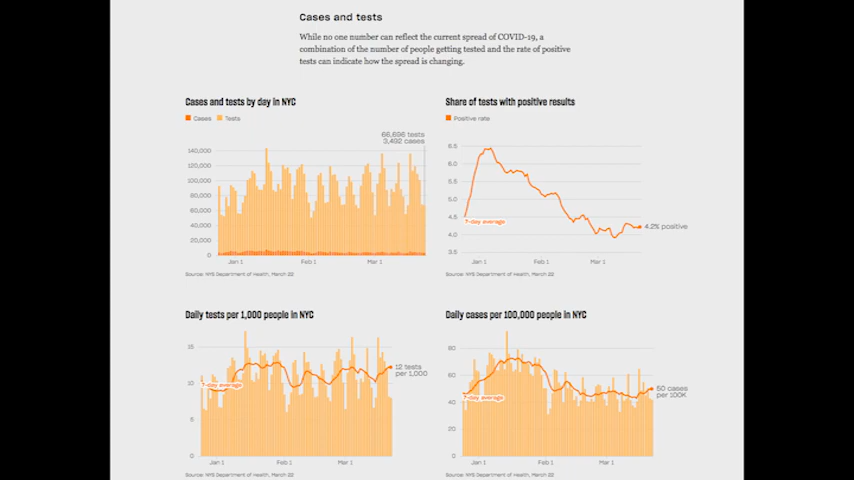 Cases and tests
While no one number can reflect the current spread of COVID-19, a
combination of the number of people getting tested and the rate of positive
tests can indicate how the spread is changing.
Cases and tests by day in NYC
Cases Tests
66,696 tests
3,492 cases
140,000
120,000
100,000
80,000
60,000
40,000
20,000
0
Jan 1 Feb 1 Mar 1
Source: NYS Department of Health, March 22
Share of tests with positive results
Positive rate
6.5
6.0
5.5
5.0
4.5
4.0
3.5
7-day average
4.2% positive
Jan 1 Feb 1 Mar 1
Source: NYS Department of Health, March 22
Daily tests per 1,000 people in NYC
15
10
5
0
7-day average
12 tests
per 1,000
Jan 1 Feb 1 Mar 1
Source: NYS Department of Health, March 22
Daily cases per 100,000 people in NYC
80
60
40
20
0
7-day average
50 cases
per 100K
Jan 1 Feb 1 Mar 1
Source: NYS Department of Health, March 22